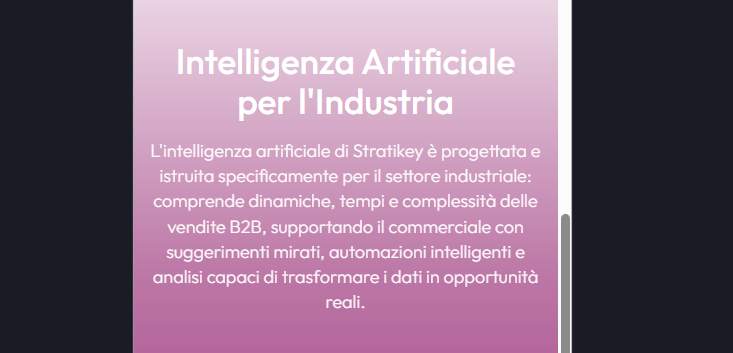 Intelligenza Artificiale
per l'Industria
L'intelligenza artificiale di Stratikey è progettata e
istruita specificamente per il settore industriale:
comprende dinamiche, tempi e complessità delle
vendite B2B, supportando il commerciale con
suggerimenti mirati, automazioni intelligenti e
analisi capaci di trasformare i dati in opportunità
reali.